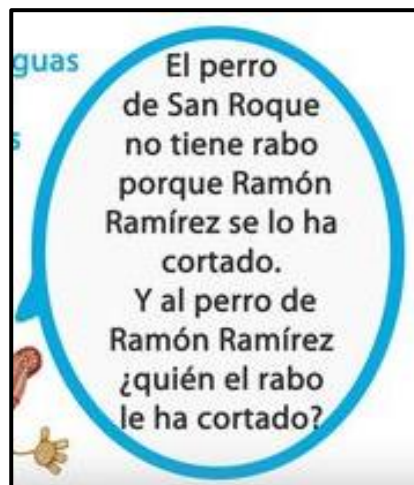 guas
s
El perro
de San Roque
no tiene rabo
porque Ramón
Ramírez se lo ha
cortado.
Y al perro de
Ramón Ramírez
¿quién el rabo
le ha cortado?